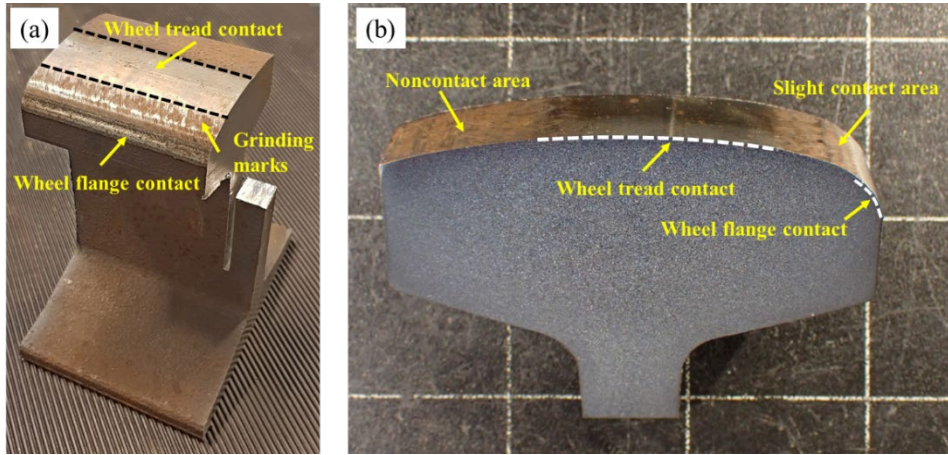 (a)
Wheel tread contact
Grinding
marks
Wheel flange contact
(b)
Noncontact area
Slight contact area
Wheel tread contact
Wheel flange contact